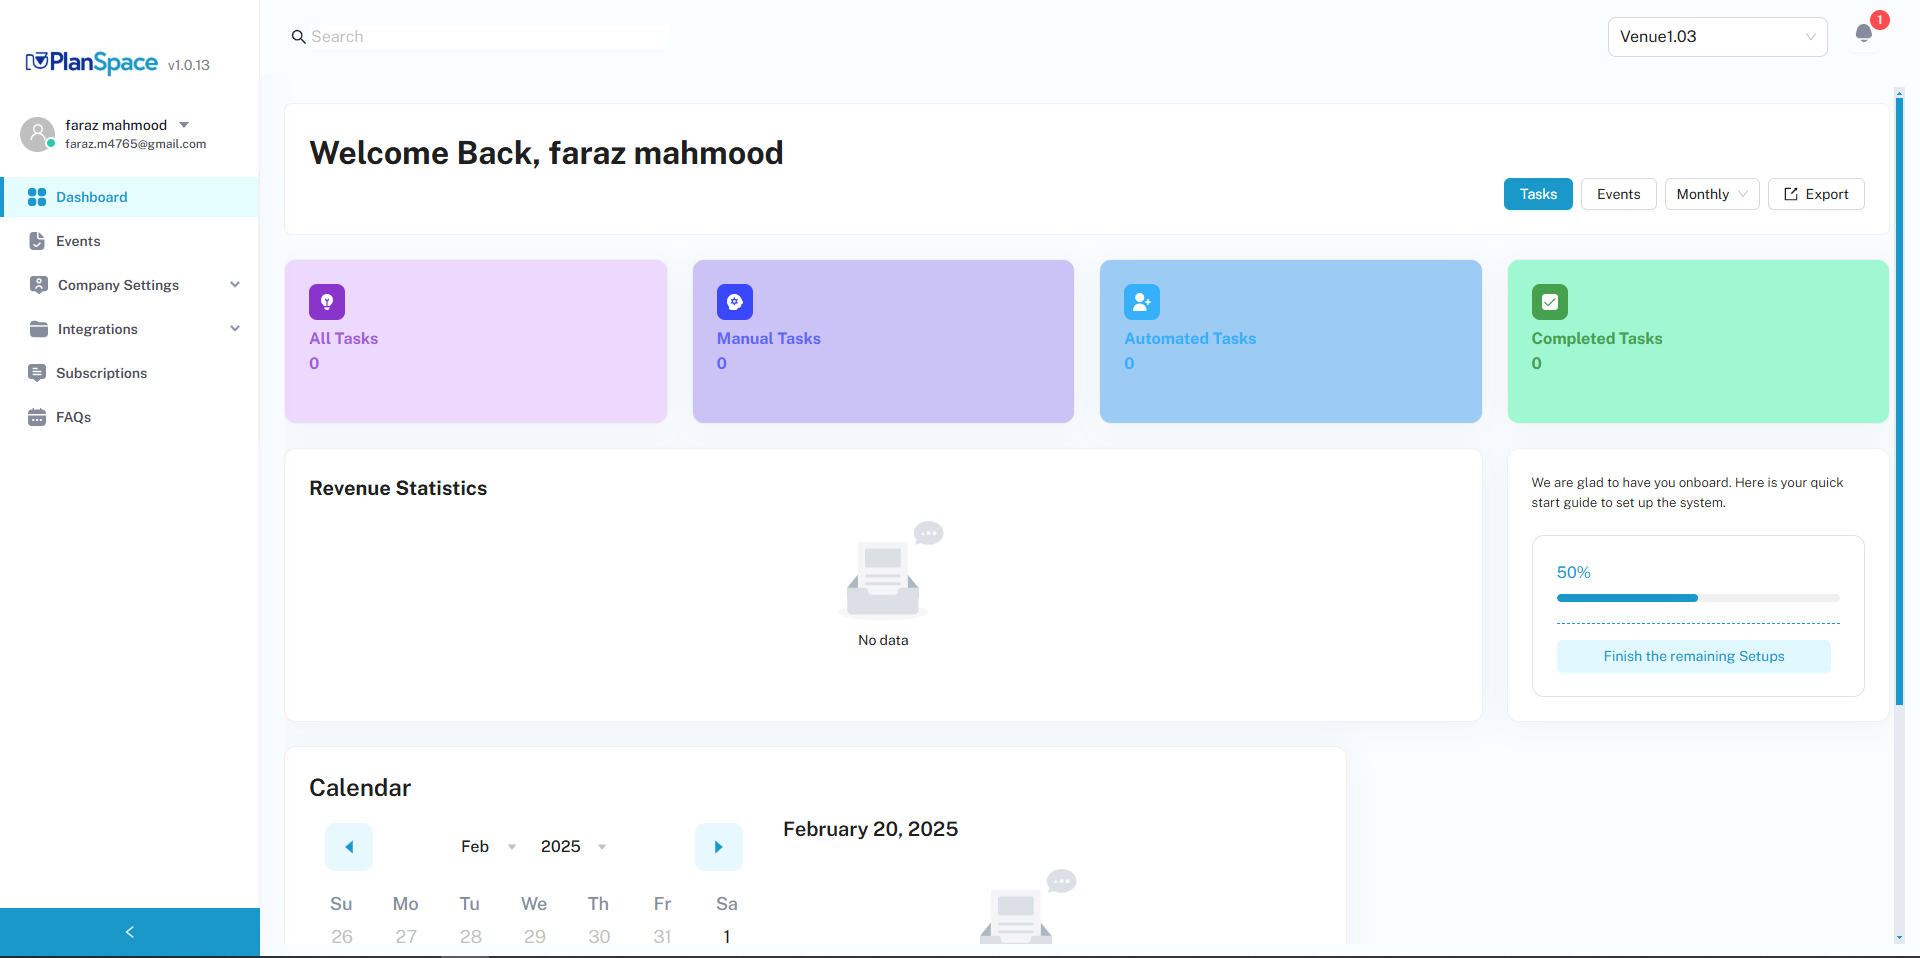 PlanSpace v1.0.13
faraz mahmood
faraz.m4765@gmail.com
Dashboard
Events
Company Settings
Integrations
Subscriptions
FAQs
Search
Venue1.03
1
Welcome Back, faraz mahmood
Tasks
Events
Monthly
Export
All Tasks
0
Manual Tasks
0
Automated Tasks
0
Completed Tasks
0
Revenue Statistics
No data
We are glad to have you onboard. Here is your quick
start guide to set up the system.
50%
Finish the remaining Setups
Calendar
Feb 2025
Su Mo Tu We Th Fr Sa
26 27 28 29 30 31 1
February 20, 2025